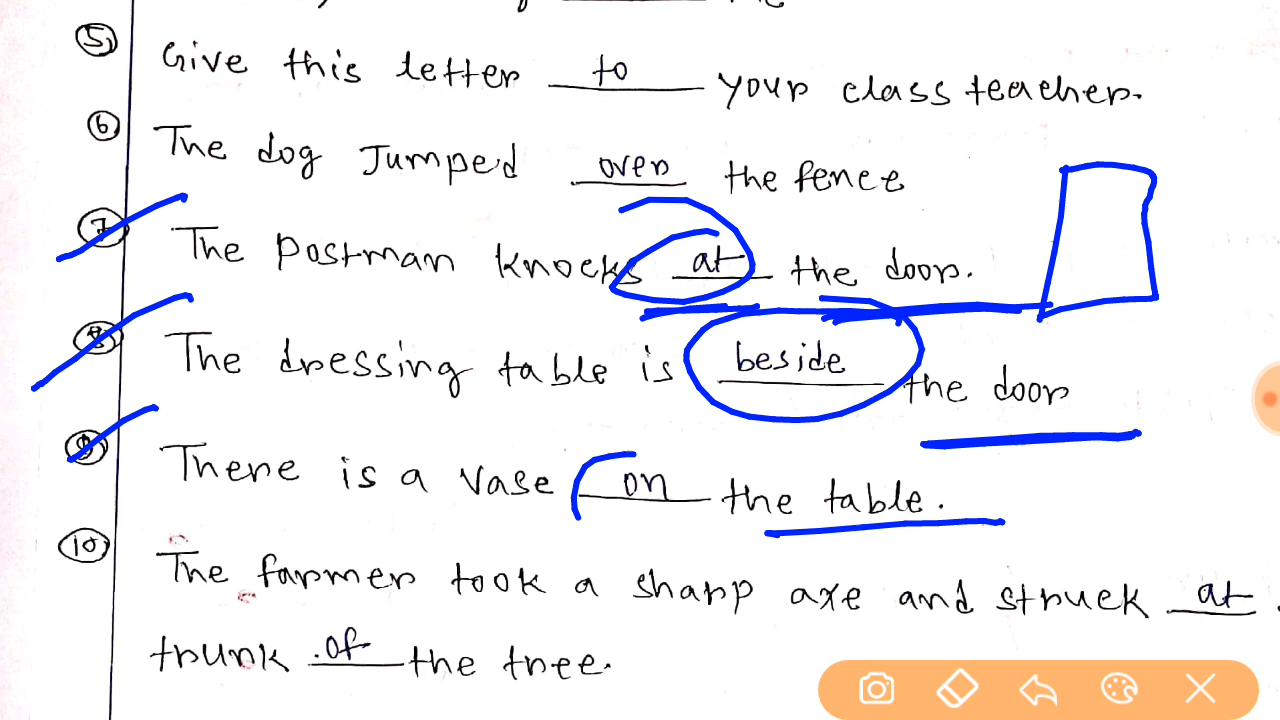 5 Give this letter to your class teacher.
6 The dog Jumped over the fence
7 The Postman knocks at the door.
8 The dressing table is beside the door
9 There is a vase on the table.
10 The farmer took a sharp axe and struck at
trunk of the tree.